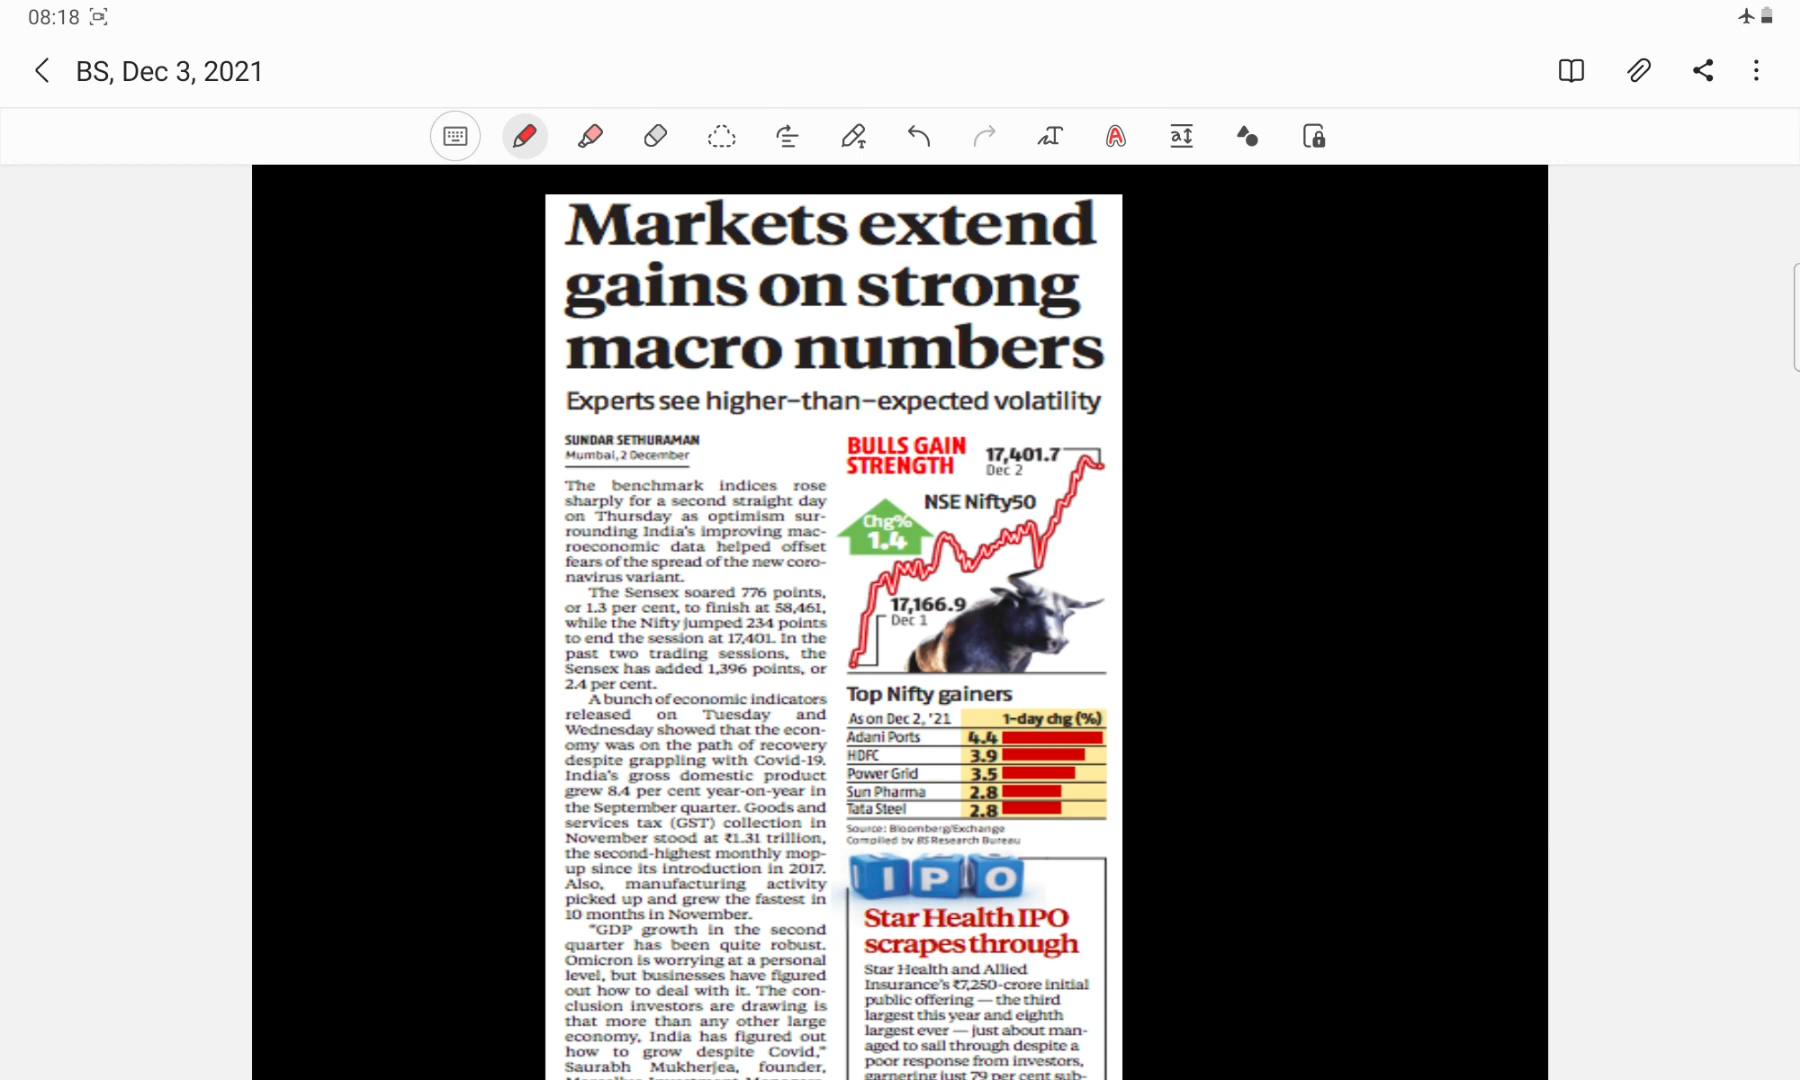 08:18
BS, Dec 3, 2021
Markets extend
gains on strong
macro numbers
Experts see higher-than-expected volatility
SUNDAR SETHURAMAN
Mumbai, 2 December
The benchmark indices rose
sharply for a second straight day
on Thursday as optimism sur-
rounding India's improving mac-
roeconomic data helped offset
fears of the spread of the new coro-
navirus variant.
The Sensex soared 776 points,
or 1.3 per cent, to finish at 58,461,
while the Nifty jumped 234 points
to end the session at 17,401. In the
past two trading sessions, the
Sensex has added 1,396 points, or
2.4 per cent.
A bunch of economic indicators
released on Tuesday and
Wednesday showed that the econ-
omy was on the path of recovery
despite grappling with Covid-19.
India's gross domestic product
grew 8.4 per cent year-on-year in
the September quarter. Goods and
services tax (GST) collection in
November stood at ₹1.31 trillion,
the second-highest monthly mop-
up since its introduction in 2017.
Also, manufacturing activity
picked up and grew the fastest in
10 months in November.
"GDP growth in the second
quarter has been quite robust.
Omicron is worrying at a personal
level, but businesses have figured
out how to deal with it. The con-
clusion investors are drawing is
that more than any other large
economy, India has figured out
how to grow despite Covid,"
Saurabh Mukherjea, founder,
BULLS GAIN
STRENGTH
17,401.7
Dec 2
NSE Nifty50
Chg%
1.4
17,166.9
Dec 1
Top Nifty gainers
As on Dec 2, '21 1-day chg (%)
Adani Ports 4.4
HDFC 3.9
Power Grid 3.5
Sun Pharma 2.8
Tata Steel 2.8
Source: Bloomberg/Exchange
Compiled by BS Research Bureau
IPO
Star Health IPO
scrapes through
Star Health and Allied
Insurance's ₹7,250-crore initial
public offering — the third
largest this year and eighth
largest ever — just about man-
aged to sail through despite a
poor response from investors,
garnering just 79 per cent sub-